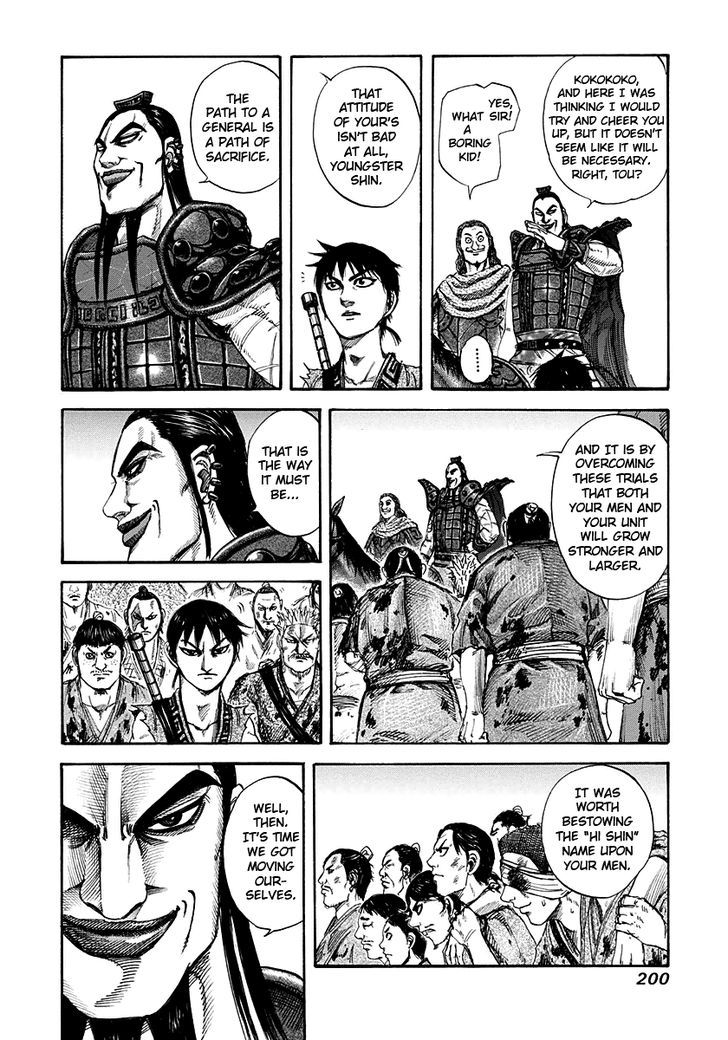 KOKOKOKO,
AND HERE I WAS
THINKING I WOULD
TRY AND CHEER YOU
UP, BUT IT DOESN'T
SEEM LIKE IT WILL
BE NECESSARY.
RIGHT, TOU?
YES,
WHAT SIR!
A
BORING
KID!
.....
THAT
ATTITUDE
OF YOUR'S
ISN'T BAD
AT ALL,
YOUNGSTER
SHIN.
THE
PATH TO A
GENERAL IS
A PATH OF
SACRIFICE.
AND IT IS BY
OVERCOMING
THESE TRIALS
THAT BOTH
YOUR MEN AND
YOUR UNIT
WILL GROW
STRONGER AND
LARGER.
THAT IS
THE WAY
IT MUST
BE...
IT WAS
WORTH
BESTOWING
THE "HI SHIN"
NAME UPON
YOUR MEN.
WELL,
THEN.
IT'S TIME
WE GOT
MOVING
OUR-
SELVES.
200